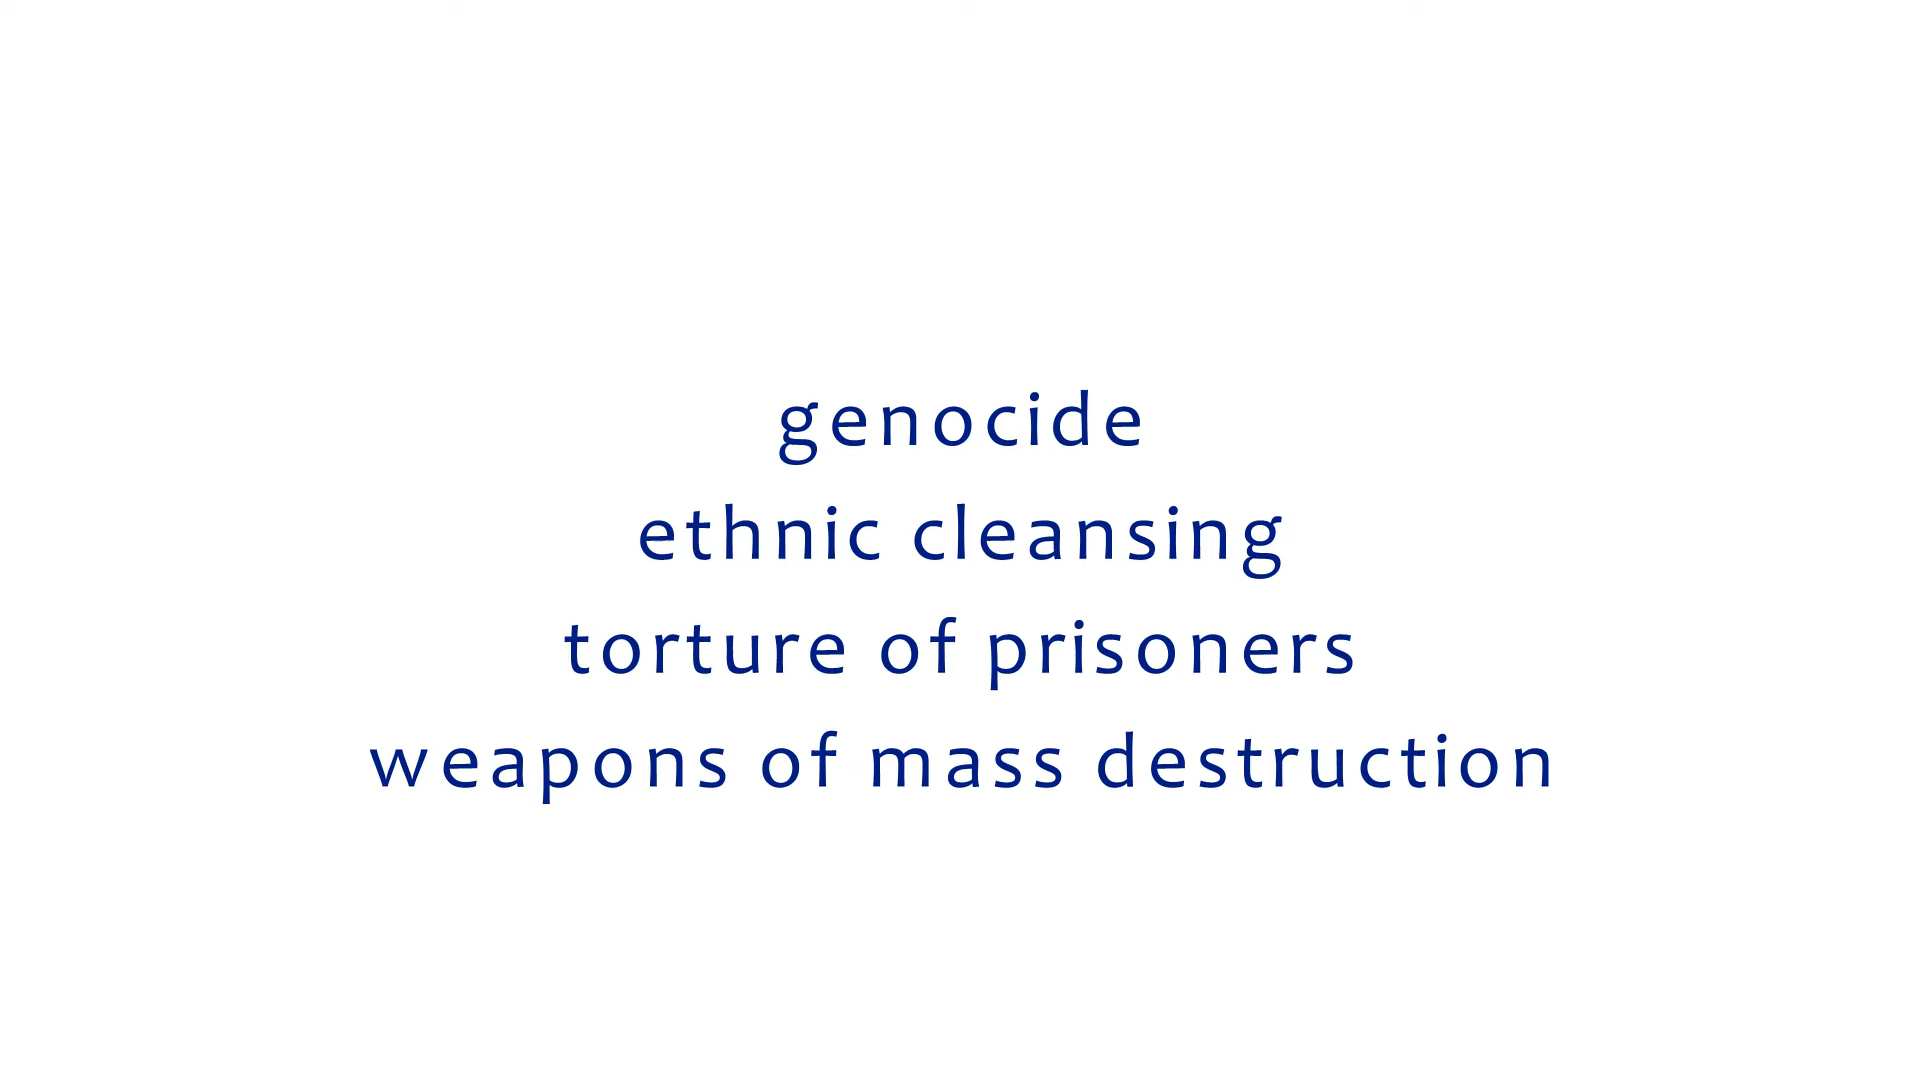 genocide
ethnic cleansing
torture of prisoners
weapons of mass destruction